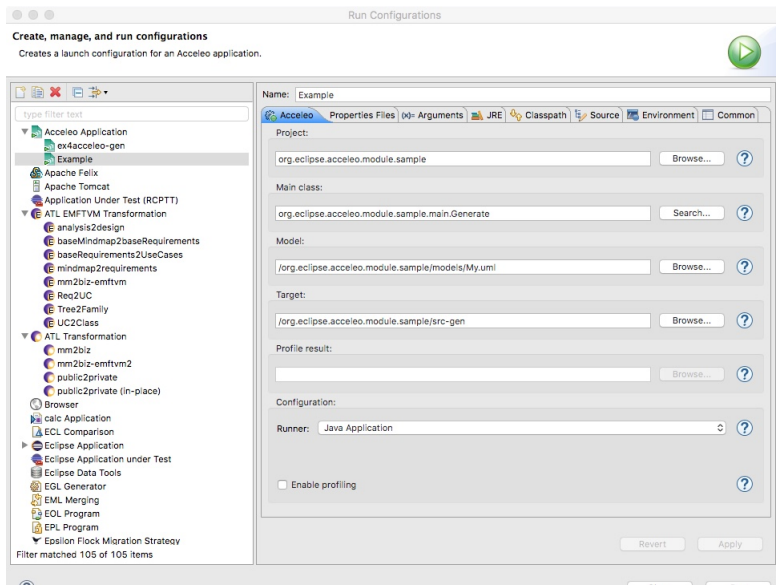 Run Configurations
Create, manage, and run configurations
Creates a launch configuration for an Acceleo application.
type filter text
Acceleo Application
ex4acceleo-gen
Example
Apache Felix
Apache Tomcat
Application Under Test (RCPTT)
ATL EMFTVM Transformation
analysis2design
baseMindmap2baseRequirements
baseRequirements2UseCases
mindmap2requirements
mm2biz-emftvm
Req2UC
Tree2Family
UC2Class
ATL Transformation
mm2biz
mm2biz-emftvm2
public2private
public2private (in-place)
Browser
calc Application
ECL Comparison
Eclipse Application
Eclipse Application under Test
Eclipse Data Tools
EGL Generator
EML Merging
EOL Program
EPL Program
Epsilon Flock Migration Strategy
Filter matched 105 of 105 items
Name: Example
Acceleo Properties Files (x)= Arguments JRE Classpath Source Environment Common
Project:
org.eclipse.acceleo.module.sample Browse... ?
Main class:
org.eclipse.acceleo.module.sample.main.Generate Search... ?
Model:
/org.eclipse.acceleo.module.sample/models/My.uml Browse... ?
Target:
/org.eclipse.acceleo.module.sample/src-gen Browse... ?
Profile result:
Browse... ?
Configuration:
Runner: Java Application ?
Enable profiling ?
Revert Apply